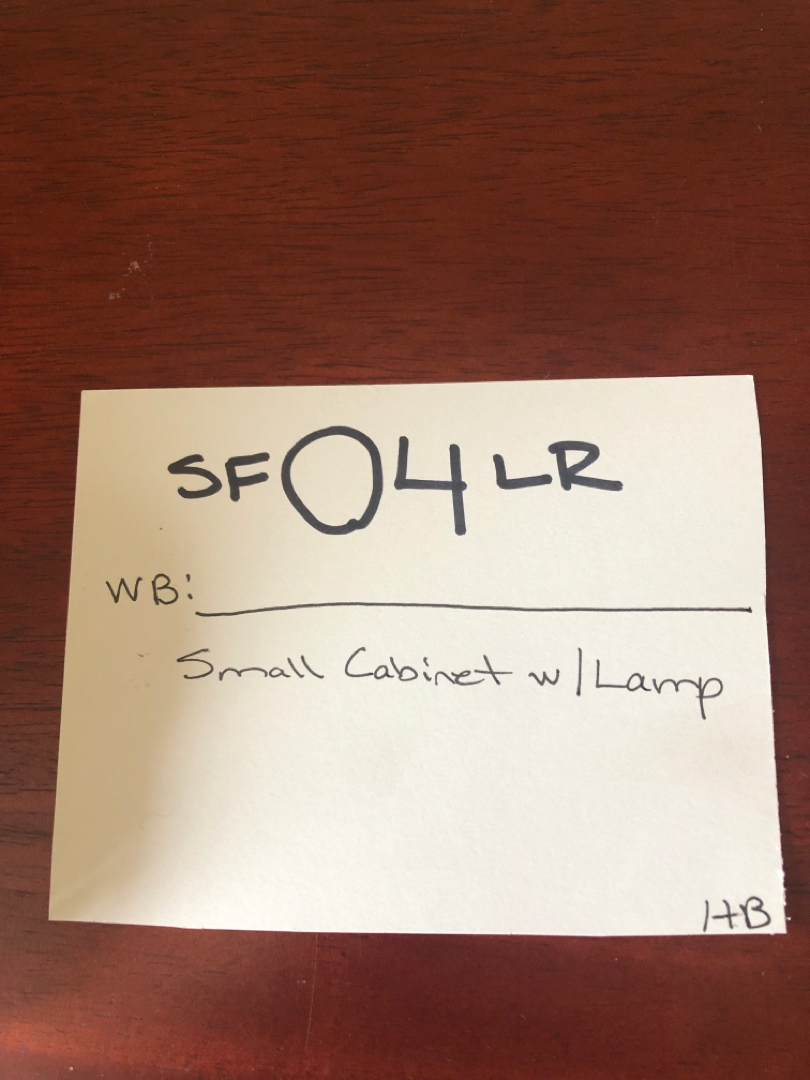 SF04LR
WB:
Small Cabinet w/Lamp
HB